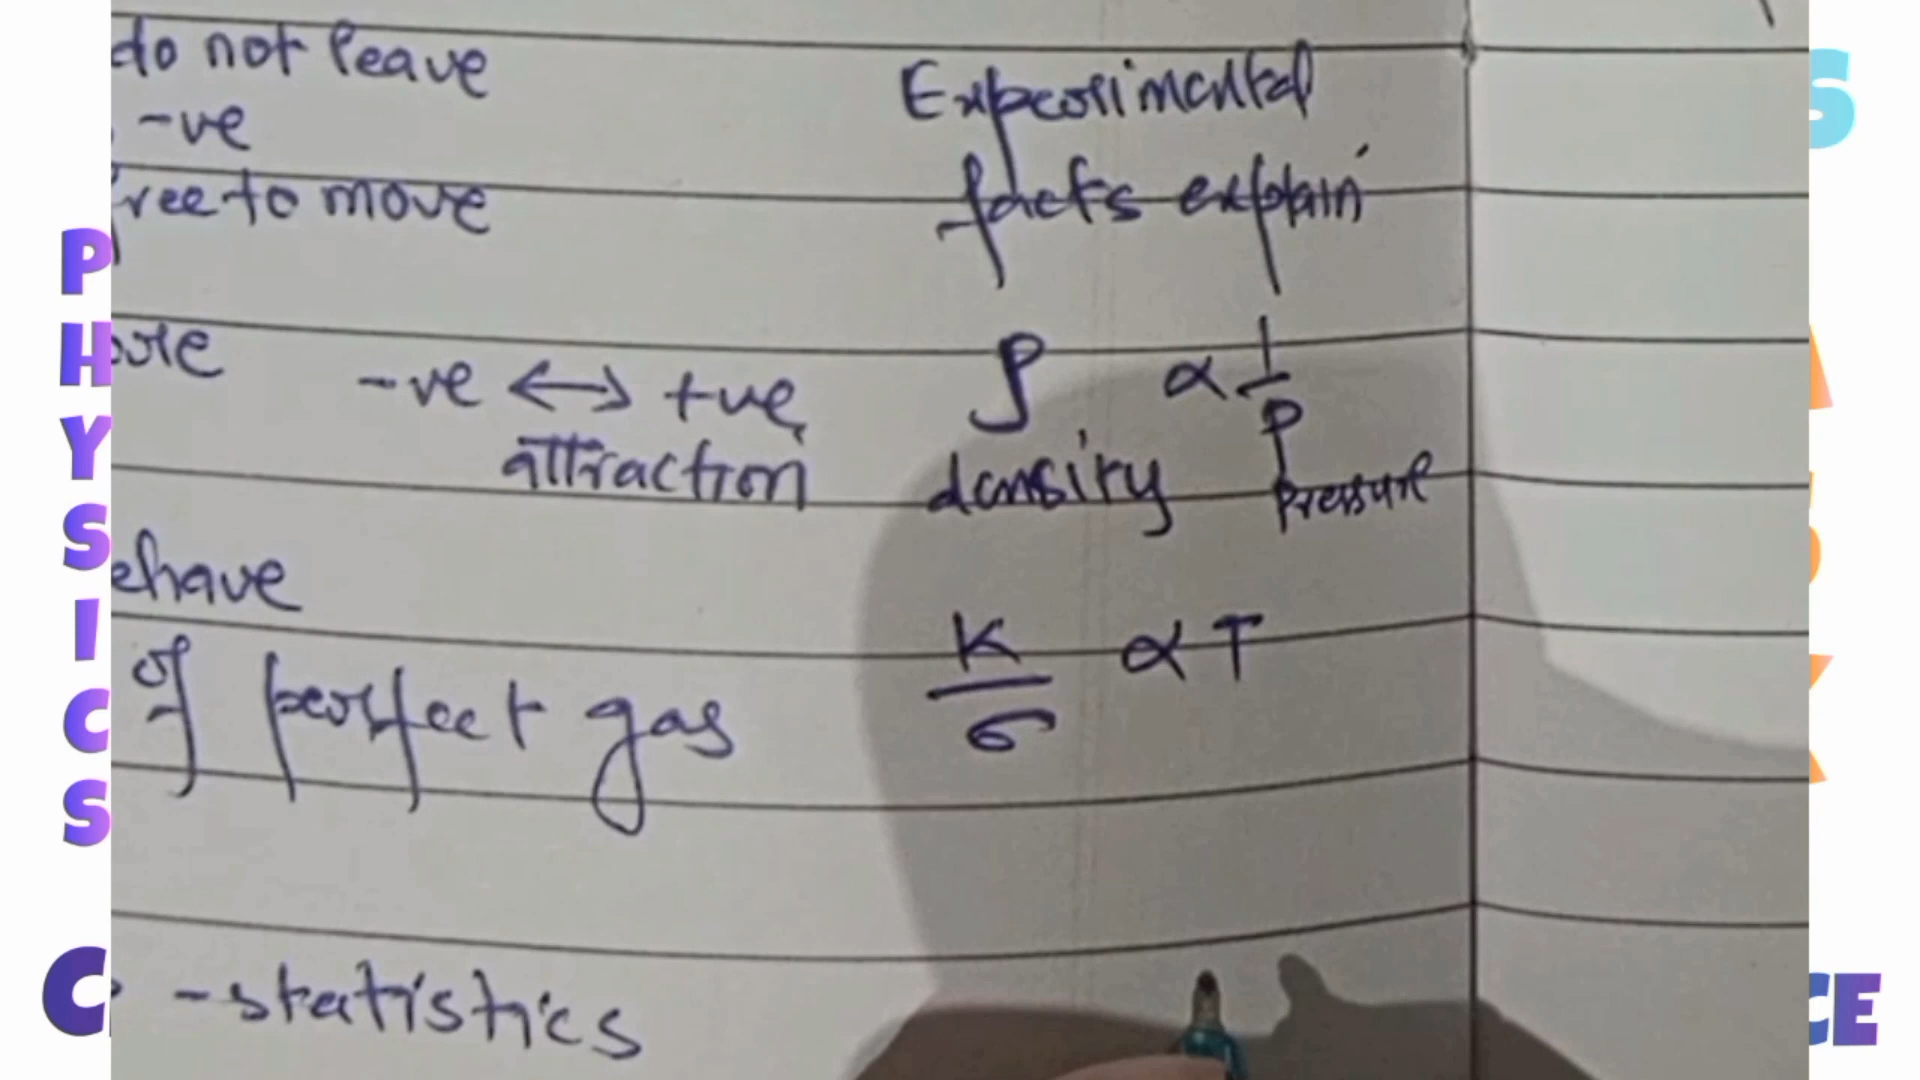 do not leave
-ve
free to move
ore
-ve ↔ +ve
attraction
ehave
of perfect gas
-statistics
Experimental
facts explain
ρ ∝ 1/P
density Pressure
K/σ ∝ T
PHYSICS
C
S
CE